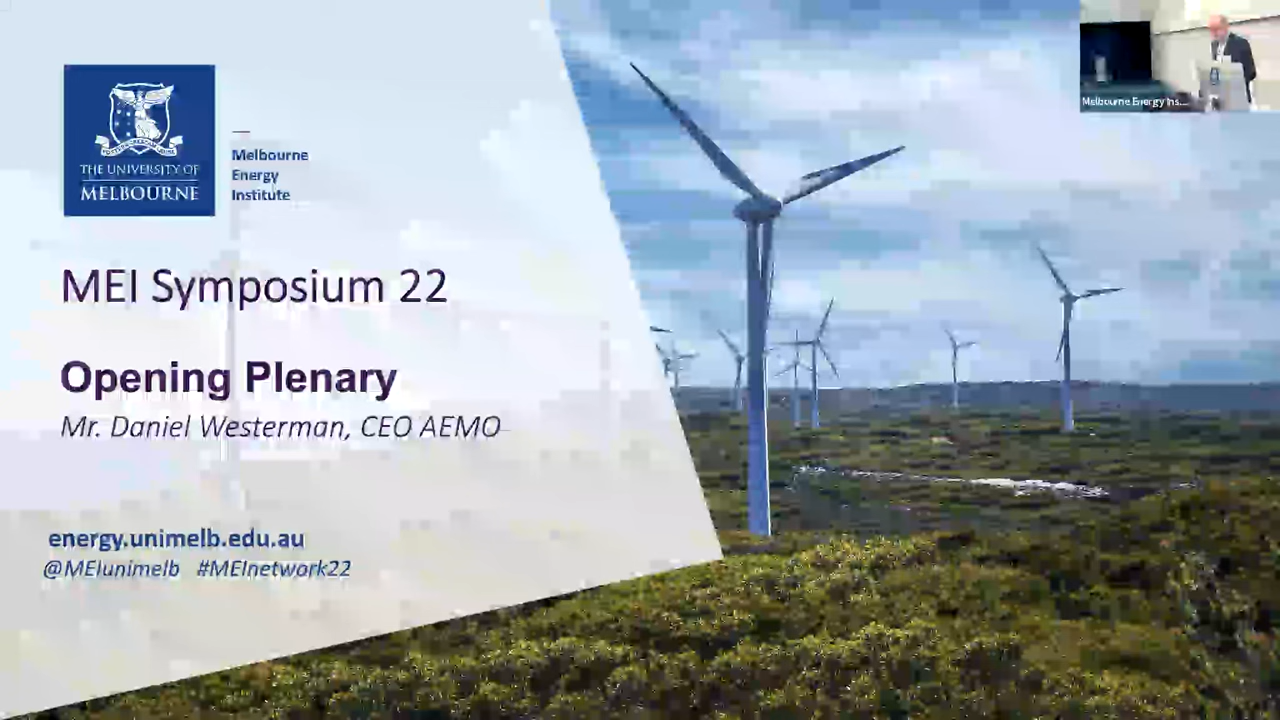 THE UNIVERSITY OF
MELBOURNE
Melbourne
Energy
Institute
MEI Symposium 22
Opening Plenary
Mr. Daniel Westerman, CEO AEMO
energy.unimelb.edu.au
@MEIunimelb #MEInetwork22
Melbourne Energy Ins...